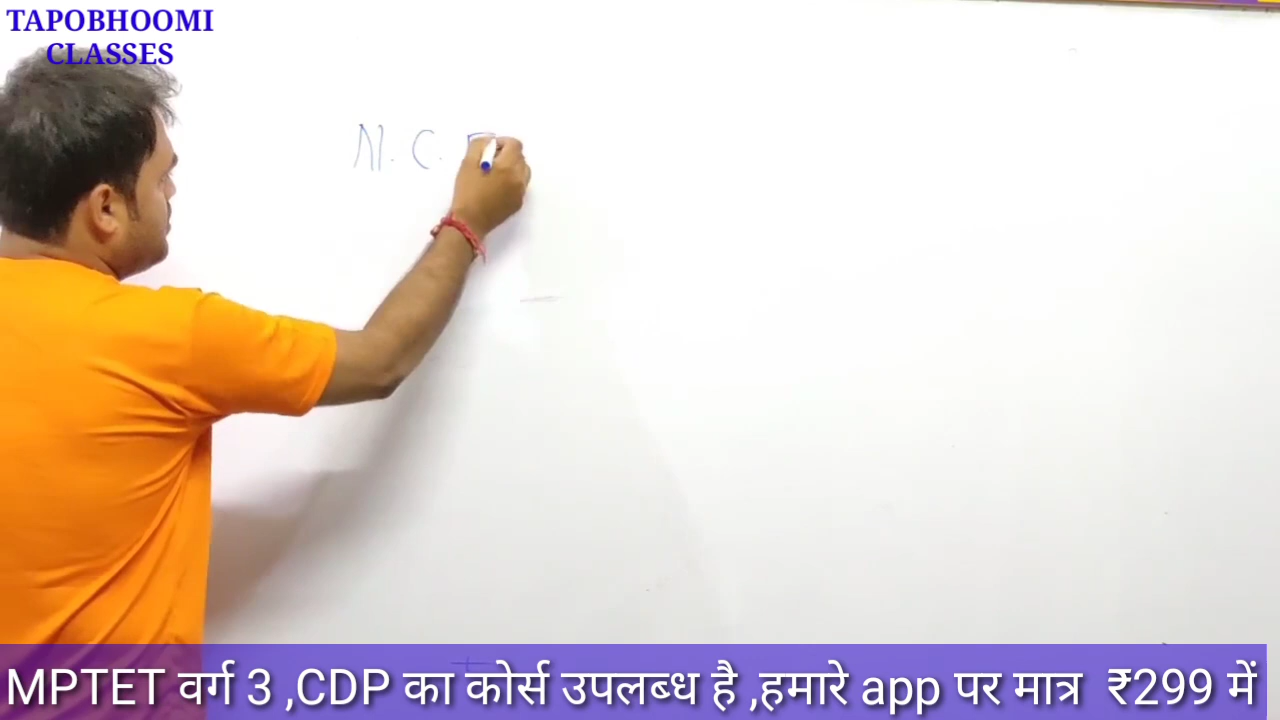 TAPOBHOOMI
CLASSES
N. C.
MPTET वर्ग 3 ,CDP का कोर्स उपलब्ध है ,हमारे app पर मात्र ₹299 में